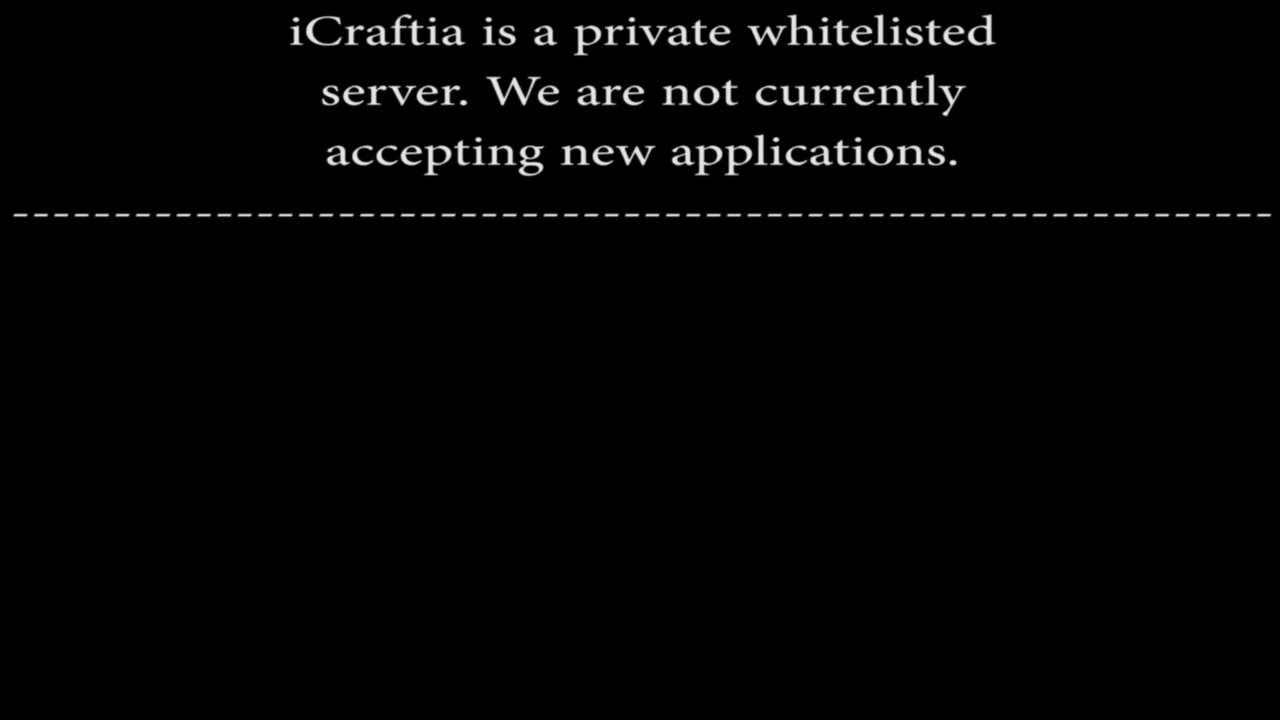 iCraftia is a private whitelisted
server. We are not currently
accepting new applications.
--------------------------------------------------------------